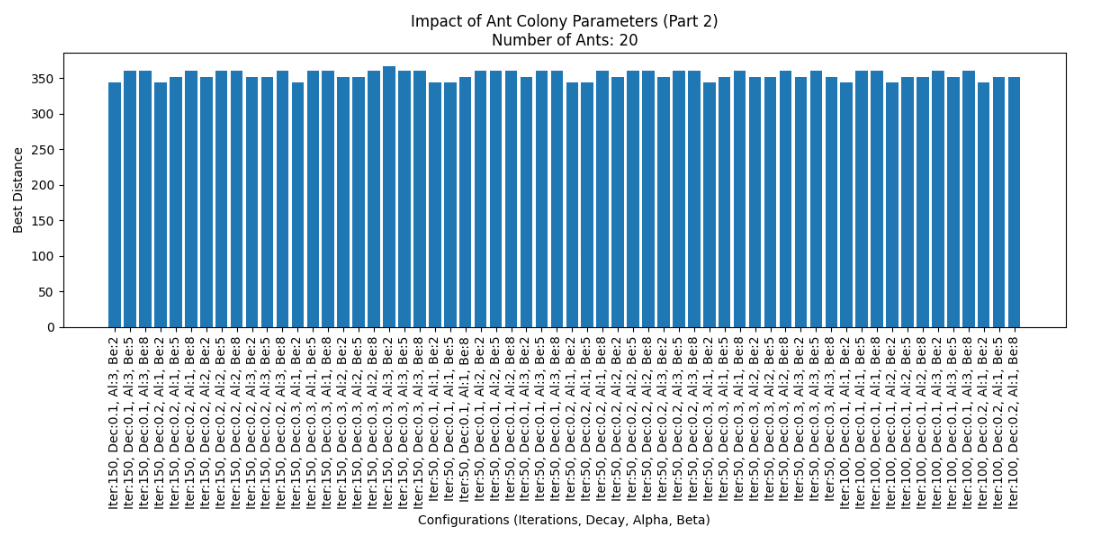 Impact of Ant Colony Parameters (Part 2)
Number of Ants: 20
Best Distance
350
300
250
200
150
100
50
0
Iter:150, Dec:0.1, Al:3, Be:2
Iter:150, Dec:0.1, Al:3, Be:5
Iter:150, Dec:0.1, Al:3, Be:8
Iter:150, Dec:0.2, Al:1, Be:2
Iter:150, Dec:0.2, Al:1, Be:5
Iter:150, Dec:0.2, Al:1, Be:8
Iter:150, Dec:0.2, Al:2, Be:2
Iter:150, Dec:0.2, Al:2, Be:5
Iter:150, Dec:0.2, Al:2, Be:8
Iter:150, Dec:0.2, Al:3, Be:2
Iter:150, Dec:0.2, Al:3, Be:5
Iter:150, Dec:0.2, Al:3, Be:8
Iter:150, Dec:0.3, Al:1, Be:2
Iter:150, Dec:0.3, Al:1, Be:5
Iter:150, Dec:0.3, Al:1, Be:8
Iter:150, Dec:0.3, Al:2, Be:2
Iter:150, Dec:0.3, Al:2, Be:5
Iter:150, Dec:0.3, Al:2, Be:8
Iter:150, Dec:0.3, Al:3, Be:2
Iter:150, Dec:0.3, Al:3, Be:5
Iter:150, Dec:0.3, Al:3, Be:8
Iter:50, Dec:0.1, Al:1, Be:2
Iter:50, Dec:0.1, Al:1, Be:5
Iter:50, Dec:0.1, Al:1, Be:8
Iter:50, Dec:0.1, Al:2, Be:2
Iter:50, Dec:0.1, Al:2, Be:5
Iter:50, Dec:0.1, Al:2, Be:8
Iter:50, Dec:0.1, Al:3, Be:2
Iter:50, Dec:0.1, Al:3, Be:5
Iter:50, Dec:0.1, Al:3, Be:8
Iter:50, Dec:0.2, Al:1, Be:2
Iter:50, Dec:0.2, Al:1, Be:5
Iter:50, Dec:0.2, Al:1, Be:8
Iter:50, Dec:0.2, Al:2, Be:2
Iter:50, Dec:0.2, Al:2, Be:5
Iter:50, Dec:0.2, Al:2, Be:8
Iter:50, Dec:0.2, Al:3, Be:2
Iter:50, Dec:0.2, Al:3, Be:5
Iter:50, Dec:0.2, Al:3, Be:8
Iter:50, Dec:0.3, Al:1, Be:2
Iter:50, Dec:0.3, Al:1, Be:5
Iter:50, Dec:0.3, Al:1, Be:8
Iter:50, Dec:0.3, Al:2, Be:2
Iter:50, Dec:0.3, Al:2, Be:5
Iter:50, Dec:0.3, Al:2, Be:8
Iter:50, Dec:0.3, Al:3, Be:2
Iter:50, Dec:0.3, Al:3, Be:5
Iter:50, Dec:0.3, Al:3, Be:8
Iter:100, Dec:0.1, Al:1, Be:2
Iter:100, Dec:0.1, Al:1, Be:5
Iter:100, Dec:0.1, Al:1, Be:8
Iter:100, Dec:0.1, Al:2, Be:2
Iter:100, Dec:0.1, Al:2, Be:5
Iter:100, Dec:0.1, Al:2, Be:8
Iter:100, Dec:0.1, Al:3, Be:2
Iter:100, Dec:0.1, Al:3, Be:5
Iter:100, Dec:0.1, Al:3, Be:8
Iter:100, Dec:0.2, Al:1, Be:2
Iter:100, Dec:0.2, Al:1, Be:5
Iter:100, Dec:0.2, Al:1, Be:8
Configurations (Iterations, Decay, Alpha, Beta)